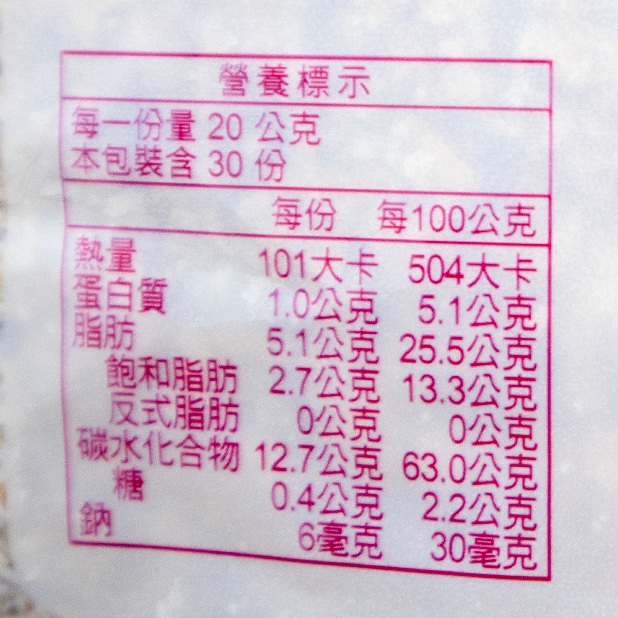 營養標示
每一份量 20 公克
本包裝含 30 份
每份 每100公克
熱量 101大卡 504大卡
蛋白質 1.0公克 5.1公克
脂肪 5.1公克 25.5公克
飽和脂肪 2.7公克 13.3公克
反式脂肪 0公克 0公克
碳水化合物 12.7公克 63.0公克
糖 0.4公克 2.2公克
鈉 6毫克 30毫克